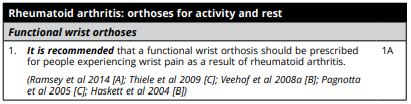 Rheumatoid arthritis: orthoses for activity and rest
Functional wrist orthoses
1. It is recommended that a functional wrist orthosis should be prescribed 1A
for people experiencing wrist pain as a result of rheumatoid arthritis.
(Ramsey et al 2014 [A]; Thiele et al 2009 [C]; Veehof et al 2008a [B]; Pagnotta
et al 2005 [C]; Haskett et al 2004 [B])